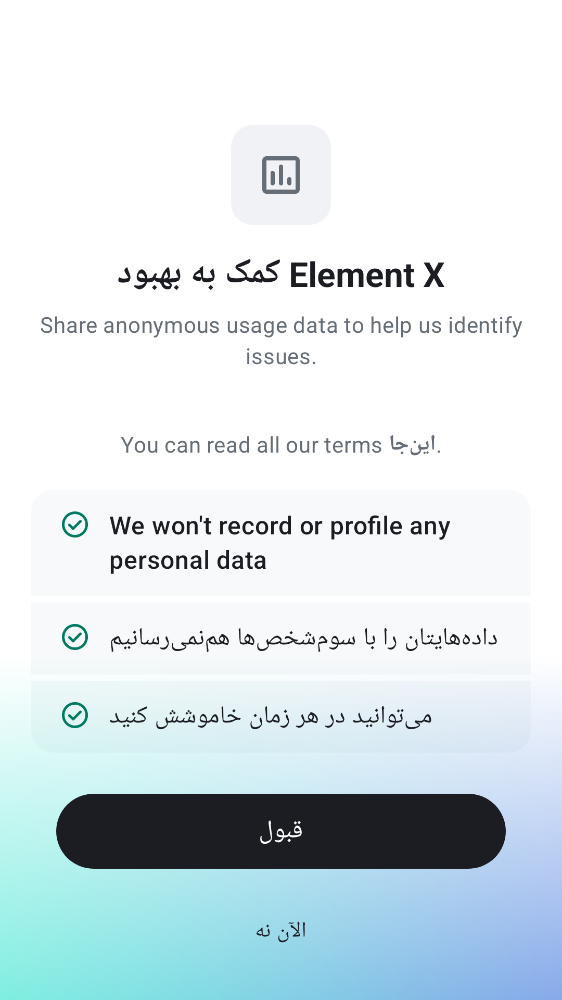 کمک به بهبود Element X
Share anonymous usage data to help us identify
issues.
You can read all our terms این‌جا.
We won't record or profile any
personal data
داده‌هایتان را با سوم‌شخص‌ها هم‌نمی‌رسانیم
می‌توانید در هر زمان خاموشش کنید
قبول
الآن نه